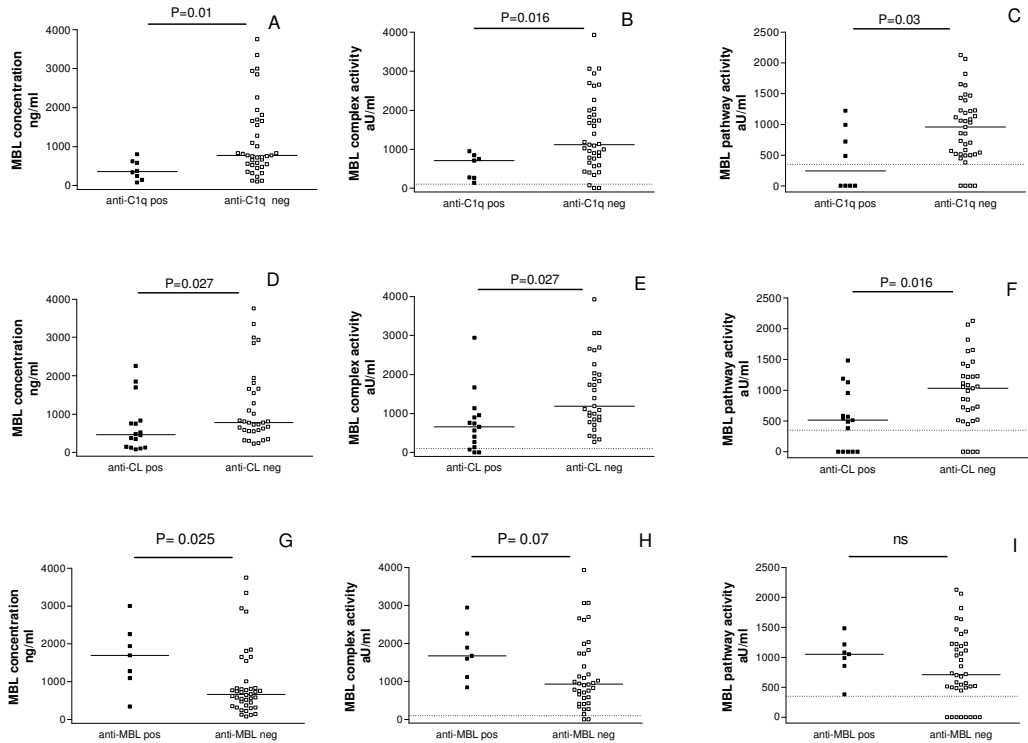 P=0.01
A
MBL concentration
ng/ml
4000
3000
2000
1000
0
anti-C1q pos
anti-C1q neg
P=0.016
B
MBL complex activity
aU/ml
4000
3000
2000
1000
0
anti-C1q pos
anti-C1q neg
P=0.03
C
MBL pathway activity
aU/ml
2500
2000
1500
1000
500
0
anti-C1q pos
anti-C1q neg
P=0.027
D
MBL concentration
ng/ml
4000
3000
2000
1000
0
anti-CL pos
anti-CL neg
P=0.027
E
MBL complex activity
aU/ml
4000
3000
2000
1000
0
anti-CL pos
anti-CL neg
P= 0.016
F
MBL pathway activity
aU/ml
2500
2000
1500
1000
500
0
anti-CL pos
anti-CL neg
P= 0.025
G
MBL concentration
ng/ml
4000
3000
2000
1000
0
anti-MBL pos
anti-MBL neg
P= 0.07
H
MBL complex activity
aU/ml
4000
3000
2000
1000
0
anti-MBL pos
anti-MBL neg
ns
I
MBL pathway activity
aU/ml
2500
2000
1500
1000
500
0
anti-MBL pos
anti-MBL neg